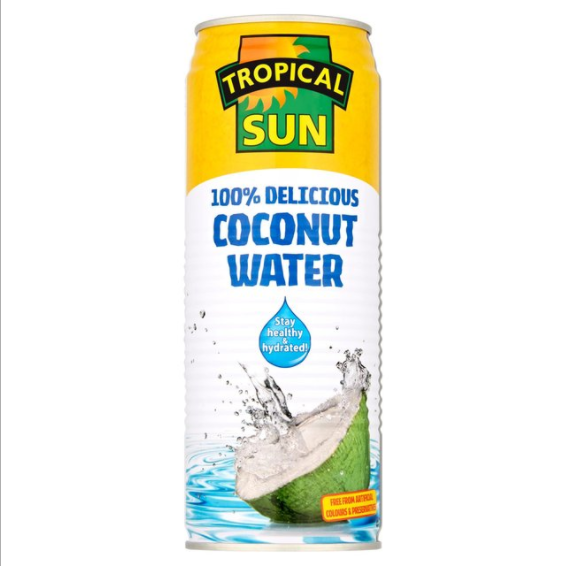 TROPICAL
SUN
100% DELICIOUS
COCONUT
WATER
Stay
healthy
&
hydrated!
FREE FROM ARTIFICIAL
COLOURS & PRESERVATIVES